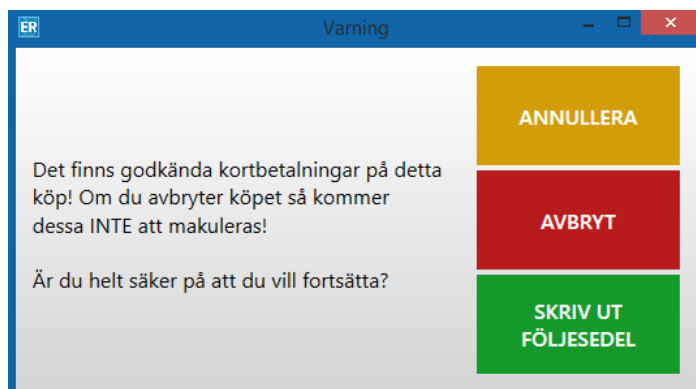 ER
Varning
Det finns godkända kortbetalningar på detta
köp! Om du avbryter köpet så kommer
dessa INTE att makuleras!
Är du helt säker på att du vill fortsätta?
ANNULLERA
AVBRYT
SKRIV UT
FÖLJESEDEL